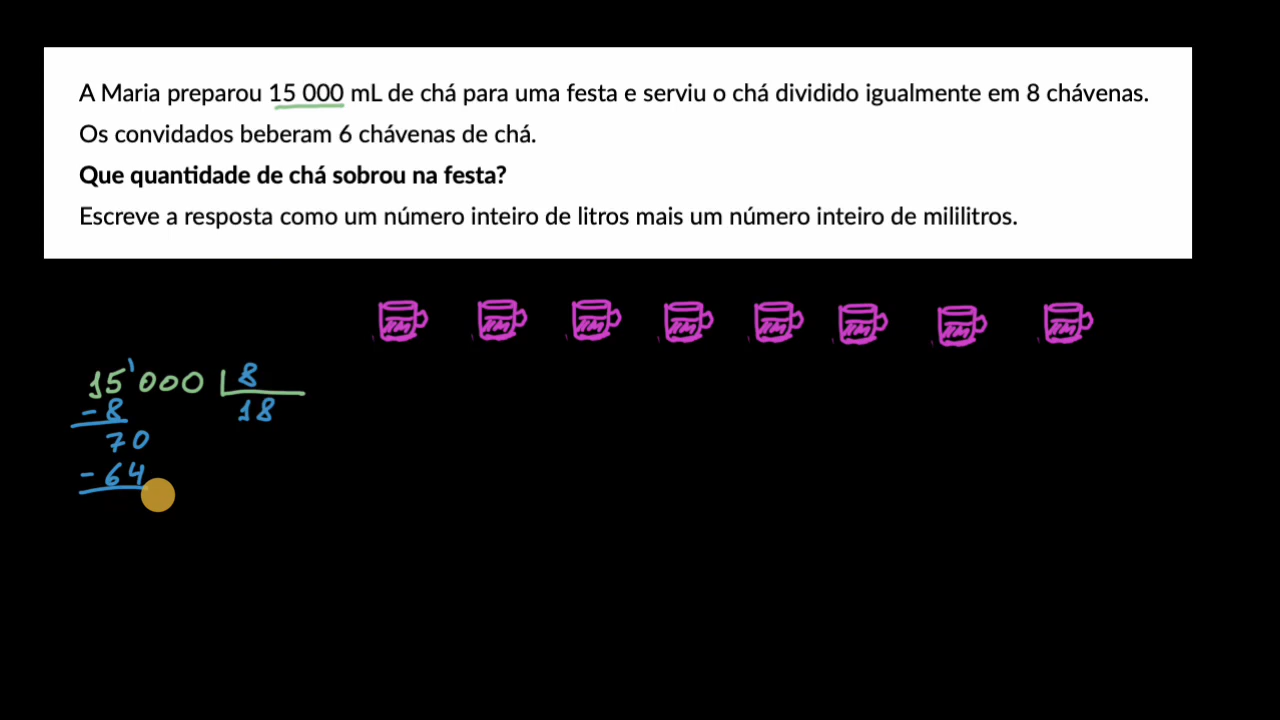 A Maria preparou 15 000 mL de chá para uma festa e serviu o chá dividido igualmente em 8 chávenas.
Os convidados beberam 6 chávenas de chá.
Que quantidade de chá sobrou na festa?
Escreve a resposta como um número inteiro de litros mais um número inteiro de mililitros.
15'000 8
- 8 18
70
- 64